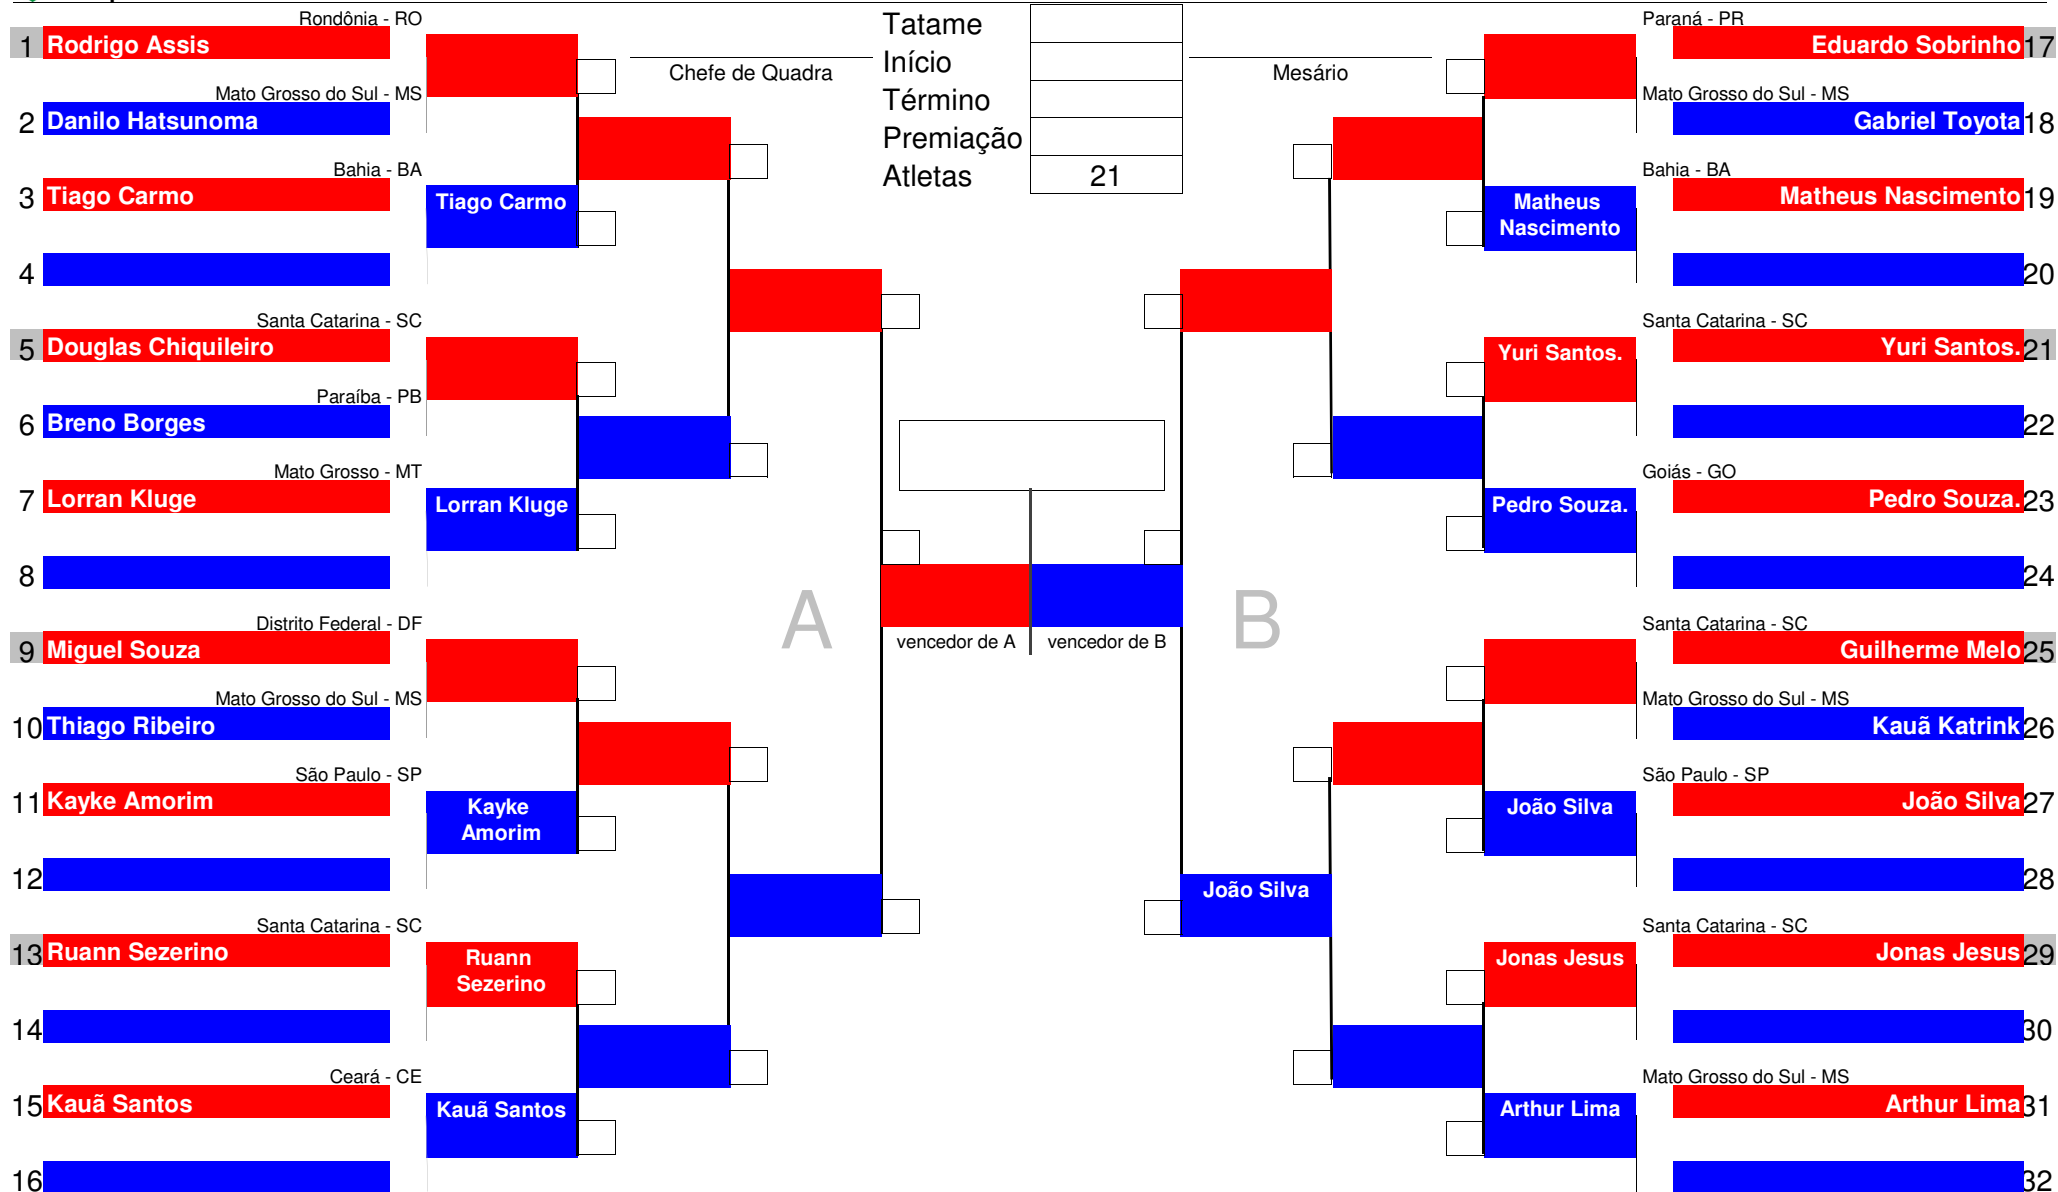 Tatame
Início
Término
Premiação
Atletas 21
Chefe de Quadra
Mesário
Rondônia - RO
1 Rodrigo Assis
Mato Grosso do Sul - MS
2 Danilo Hatsunoma
Bahia - BA
3 Tiago Carmo
Tiago Carmo
4
Santa Catarina - SC
5 Douglas Chiquileiro
Paraíba - PB
6 Breno Borges
Mato Grosso - MT
7 Lorran Kluge
Lorran Kluge
8
Distrito Federal - DF
9 Miguel Souza
Mato Grosso do Sul - MS
10 Thiago Ribeiro
São Paulo - SP
11 Kayke Amorim
Kayke
Amorim
12
Santa Catarina - SC
13 Ruann Sezerino
Ruann
Sezerino
14
Ceará - CE
15 Kauã Santos
Kauã Santos
16
A
B
vencedor de A
vencedor de B
Paraná - PR
Eduardo Sobrinho 17
Mato Grosso do Sul - MS
Gabriel Toyota 18
Bahia - BA
Matheus Nascimento 19
Matheus
Nascimento
20
Santa Catarina - SC
Yuri Santos. 21
Yuri Santos.
22
Goiás - GO
Pedro Souza. 23
Pedro Souza.
24
Santa Catarina - SC
Guilherme Melo 25
Mato Grosso do Sul - MS
Kauã Katrink 26
São Paulo - SP
João Silva 27
João Silva
28
João Silva
Santa Catarina - SC
Jonas Jesus 29
Jonas Jesus
30
Mato Grosso do Sul - MS
Arthur Lima 31
Arthur Lima
32